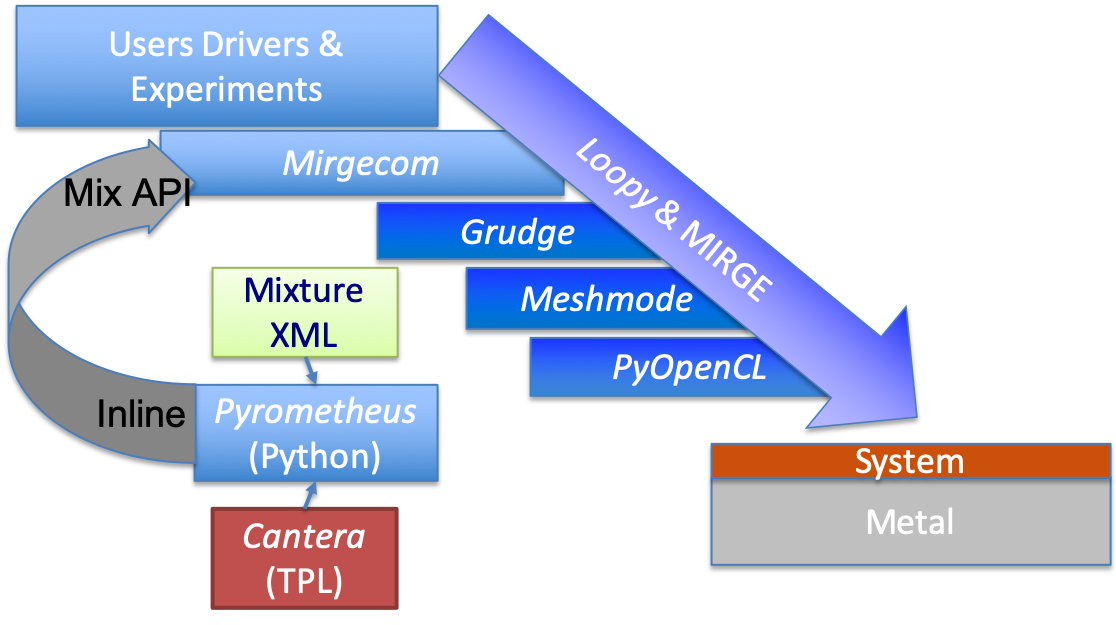 Users Drivers &
Experiments
Mirgecom
Mix API
Loopy & MIRGE
Grudge
Mixture
XML
Meshmode
PyOpenCL
Inline
Pyrometheus
(Python)
System
Metal
Cantera
(TPL)